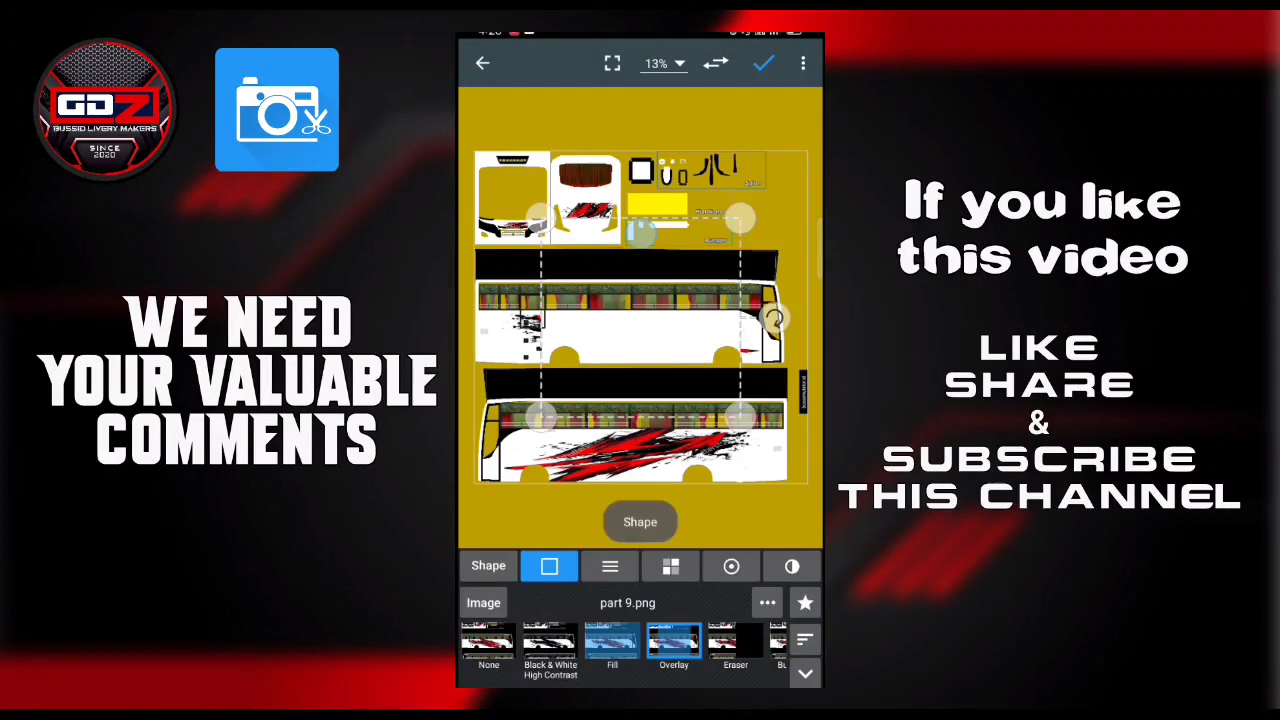 GDZ
BUSSID LIVERY MAKERS
SINCE
2020
WE NEED
YOUR VALUABLE
COMMENTS
13%
Shape
Shape
Image
part 9.png
None
Black & White
High Contrast
Fill
Overlay
Eraser
If you like
this video
LIKE
SHARE
&
SUBSCRIBE
THIS CHANNEL